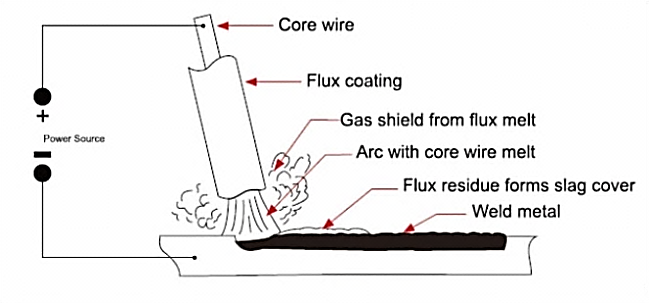 Core wire
Flux coating
+
Power Source
Gas shield from flux melt
Arc with core wire melt
Flux residue forms slag cover
Weld metal